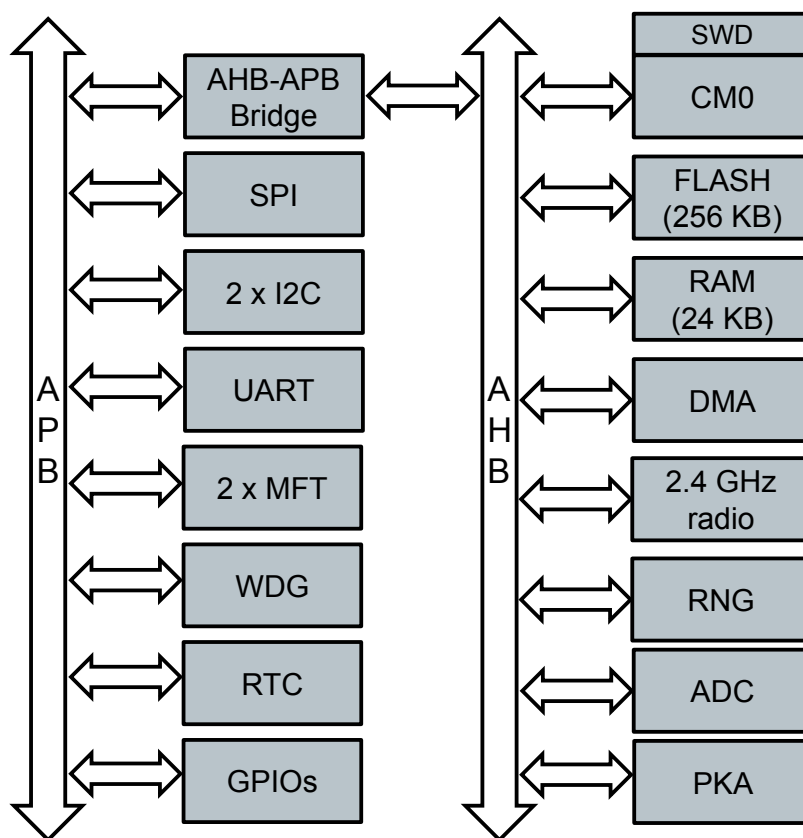 SWD
AHB-APB
Bridge
CM0
SPI
FLASH
(256 KB)
2 x I2C
RAM
(24 KB)
A
P
B
UART
A
H
B
DMA
2 x MFT
2.4 GHz
radio
WDG
RNG
RTC
ADC
GPIOs
PKA